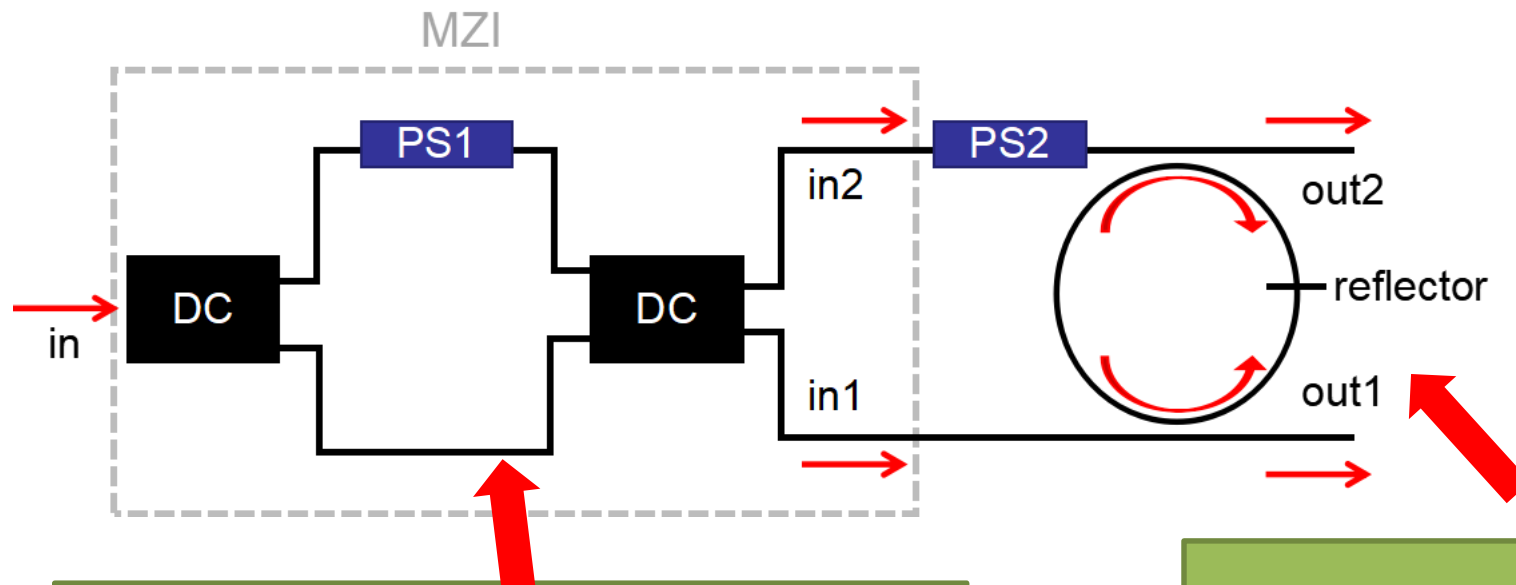 MZI
PS1
PS2
in2
out2
DC
DC
reflector
in
in1
out1